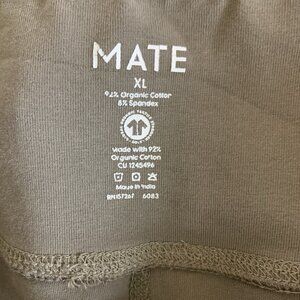 MATE
XL
92% Organic Cotton
8% Spandex
Made with 92%
Organic Cotton
CU 1245496
Made in India
RN157267 6083